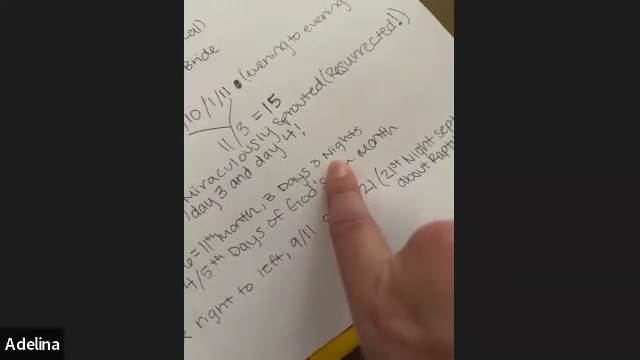 Bride
10/1/11 (evening to evening
11/3 = 15
Miraculously sprouted (Resurrected!)
day 3 and day 4!
= 11th month, 3 Days 3 Nights
4/5th Days of God's Month
right to left, 9/11 21 (21st Night sept
about
Adelina